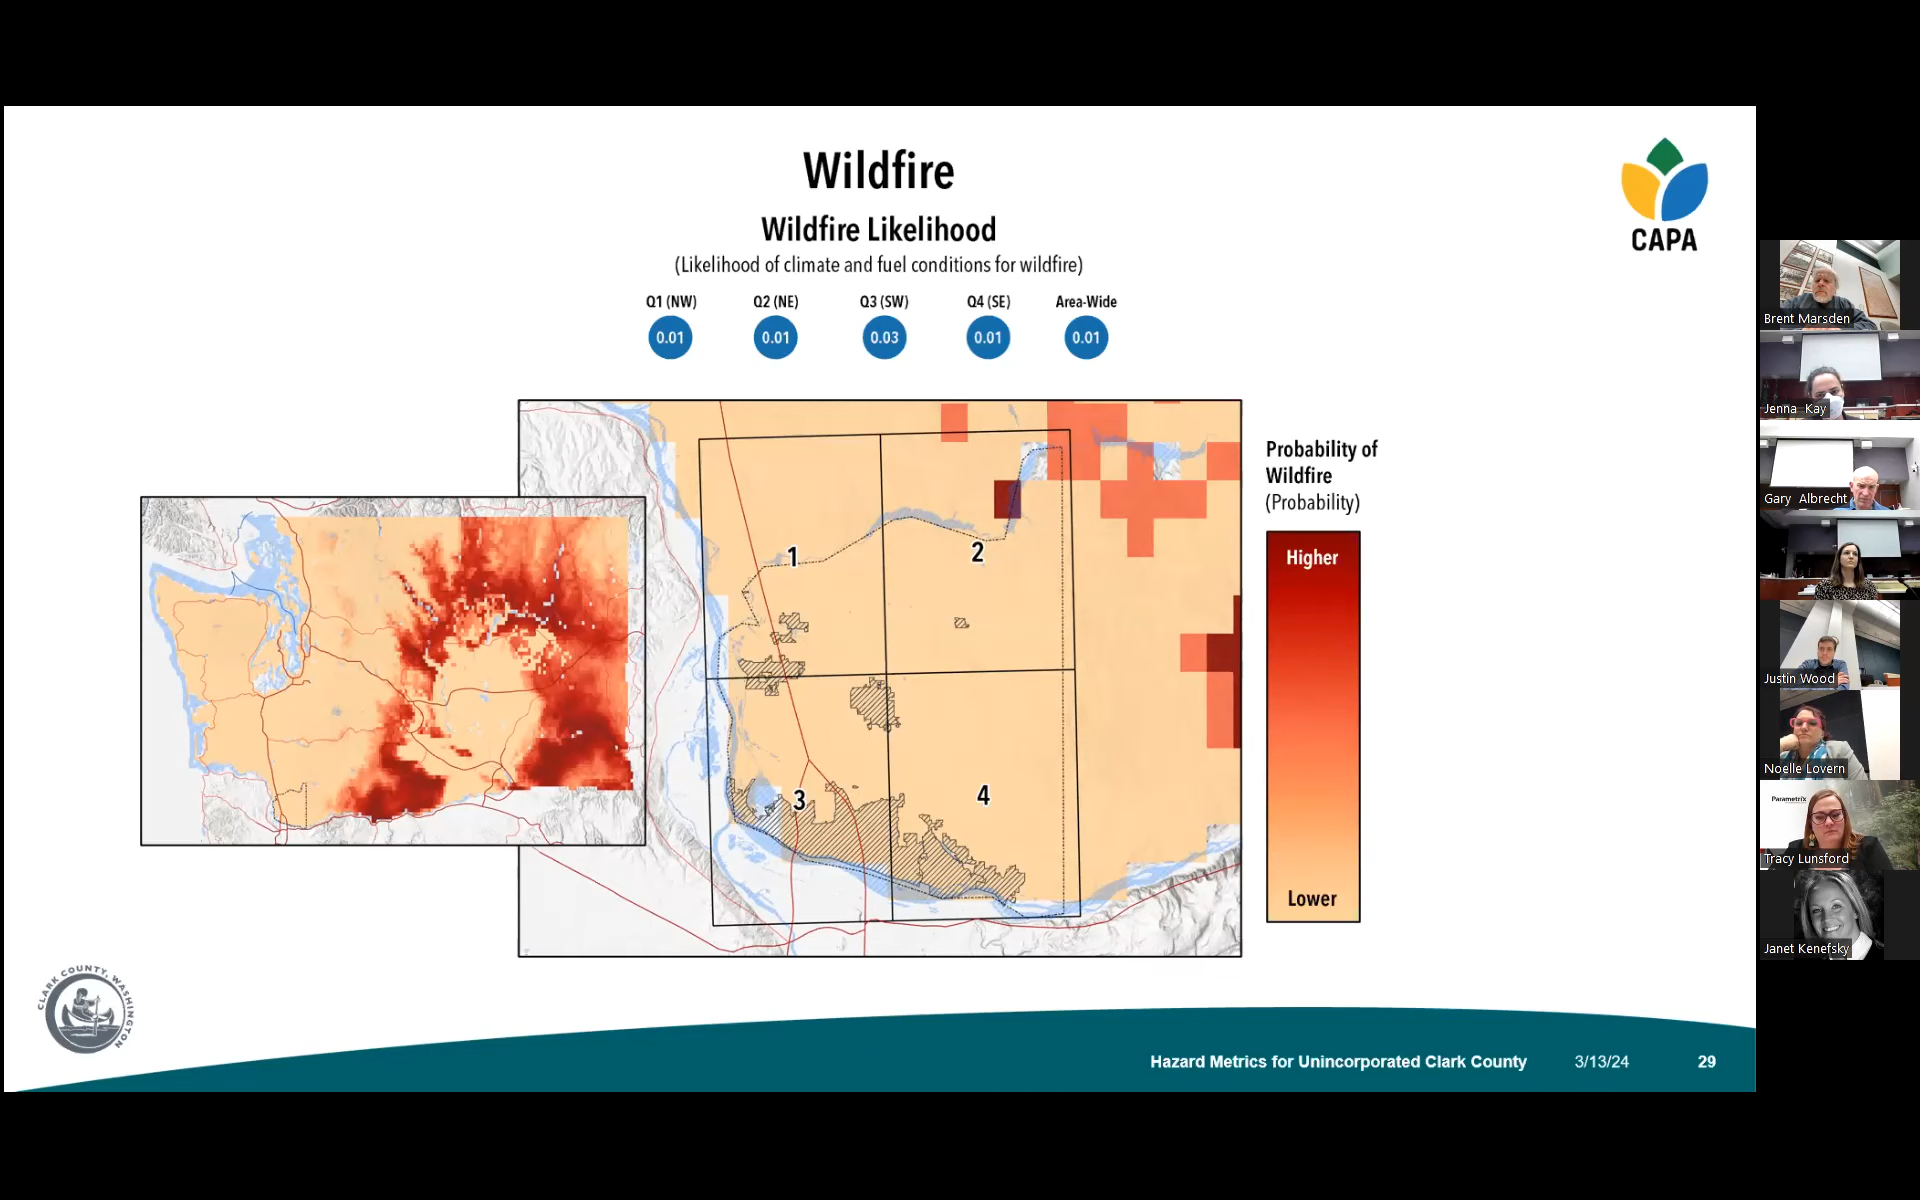 Wildfire
Wildfire Likelihood
(Likelihood of climate and fuel conditions for wildfire)
Q1 (NW) Q2 (NE) Q3 (SW) Q4 (SE) Area-Wide
0.01 0.01 0.03 0.01 0.01
CAPA
1
2
3
4
Probability of
Wildfire
(Probability)
Higher
Lower
CLARK COUNTY, WASHINGTON
Hazard Metrics for Unincorporated Clark County 3/13/24 29
Brent Marsden
Jenna Kay
Gary Albrecht
Justin Wood
Noelle Lovern
Parametrix
Tracy Lunsford
Janet Kenefsky